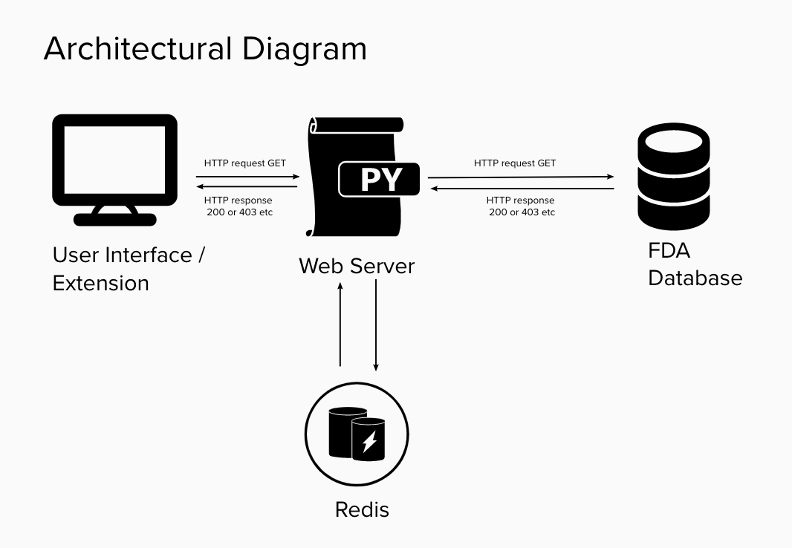 Architectural Diagram
HTTP request GET
HTTP response
200 or 403 etc
PY
HTTP request GET
HTTP response
200 or 403 etc
User Interface /
Extension
Web Server
FDA
Database
Redis